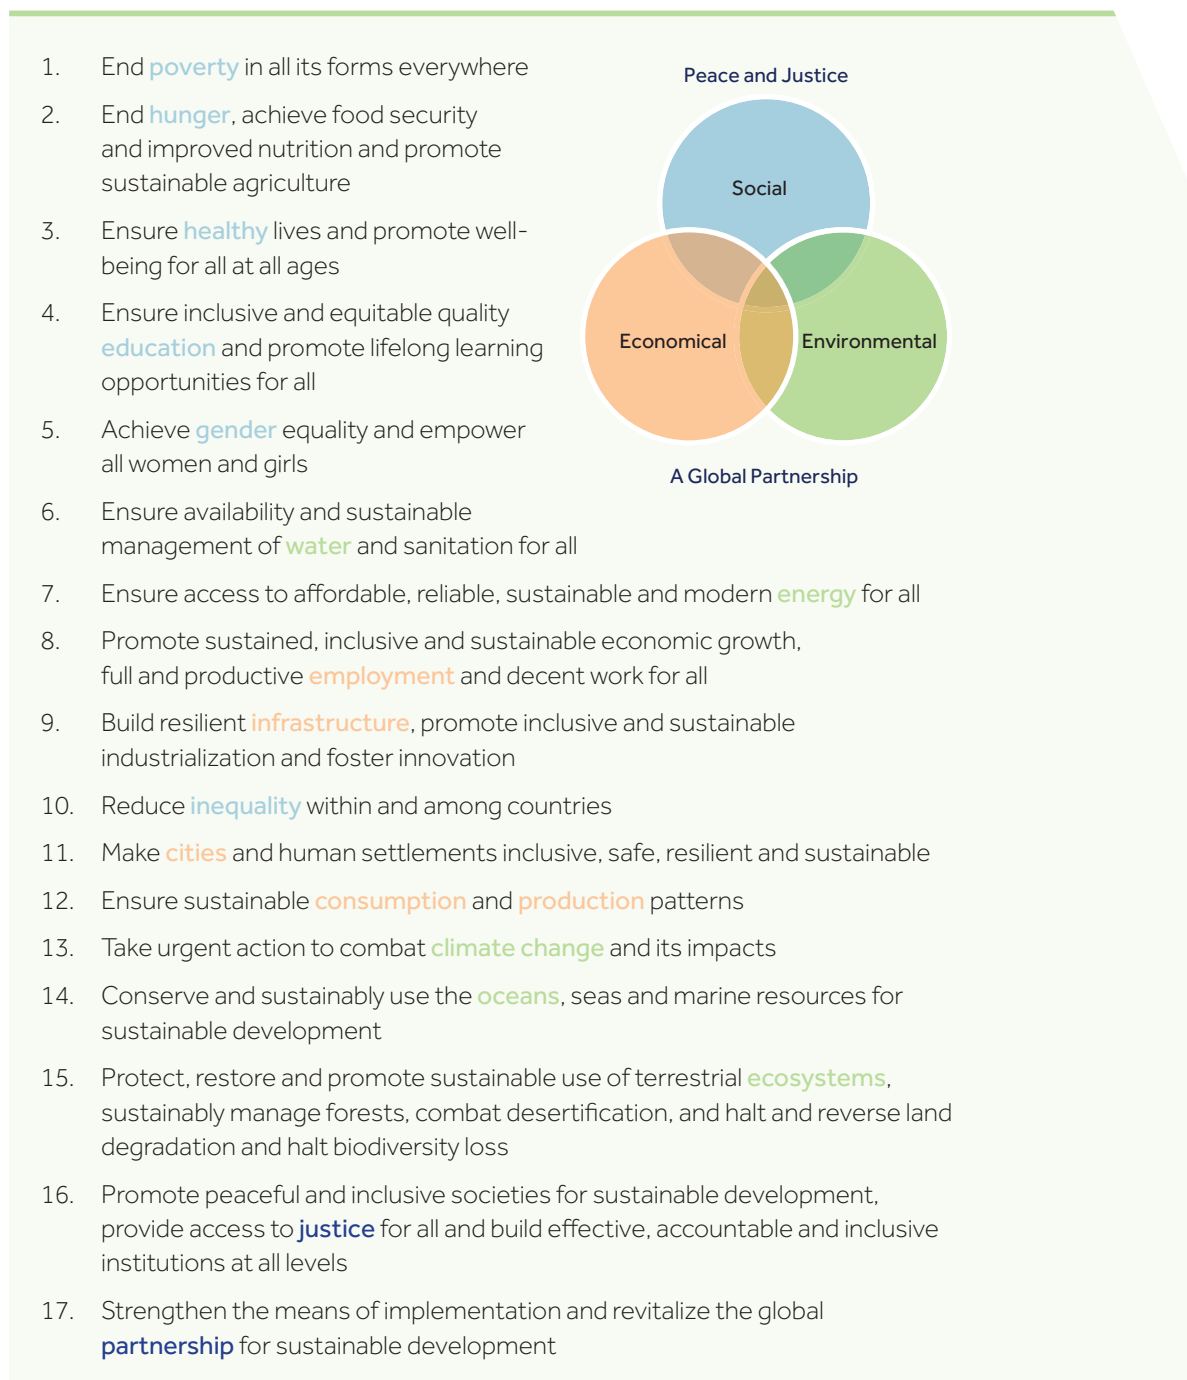 1. End poverty in all its forms everywhere
2. End hunger, achieve food security
and improved nutrition and promote
sustainable agriculture
3. Ensure healthy lives and promote well-
being for all at all ages
4. Ensure inclusive and equitable quality
education and promote lifelong learning
opportunities for all
5. Achieve gender equality and empower
all women and girls
6. Ensure availability and sustainable
management of water and sanitation for all
7. Ensure access to affordable, reliable, sustainable and modern energy for all
8. Promote sustained, inclusive and sustainable economic growth,
full and productive employment and decent work for all
9. Build resilient infrastructure, promote inclusive and sustainable
industrialization and foster innovation
10. Reduce inequality within and among countries
11. Make cities and human settlements inclusive, safe, resilient and sustainable
12. Ensure sustainable consumption and production patterns
13. Take urgent action to combat climate change and its impacts
14. Conserve and sustainably use the oceans, seas and marine resources for
sustainable development
15. Protect, restore and promote sustainable use of terrestrial ecosystems,
sustainably manage forests, combat desertification, and halt and reverse land
degradation and halt biodiversity loss
16. Promote peaceful and inclusive societies for sustainable development,
provide access to justice for all and build effective, accountable and inclusive
institutions at all levels
17. Strengthen the means of implementation and revitalize the global
partnership for sustainable development
Peace and Justice
Social
Economical
Environmental
A Global Partnership